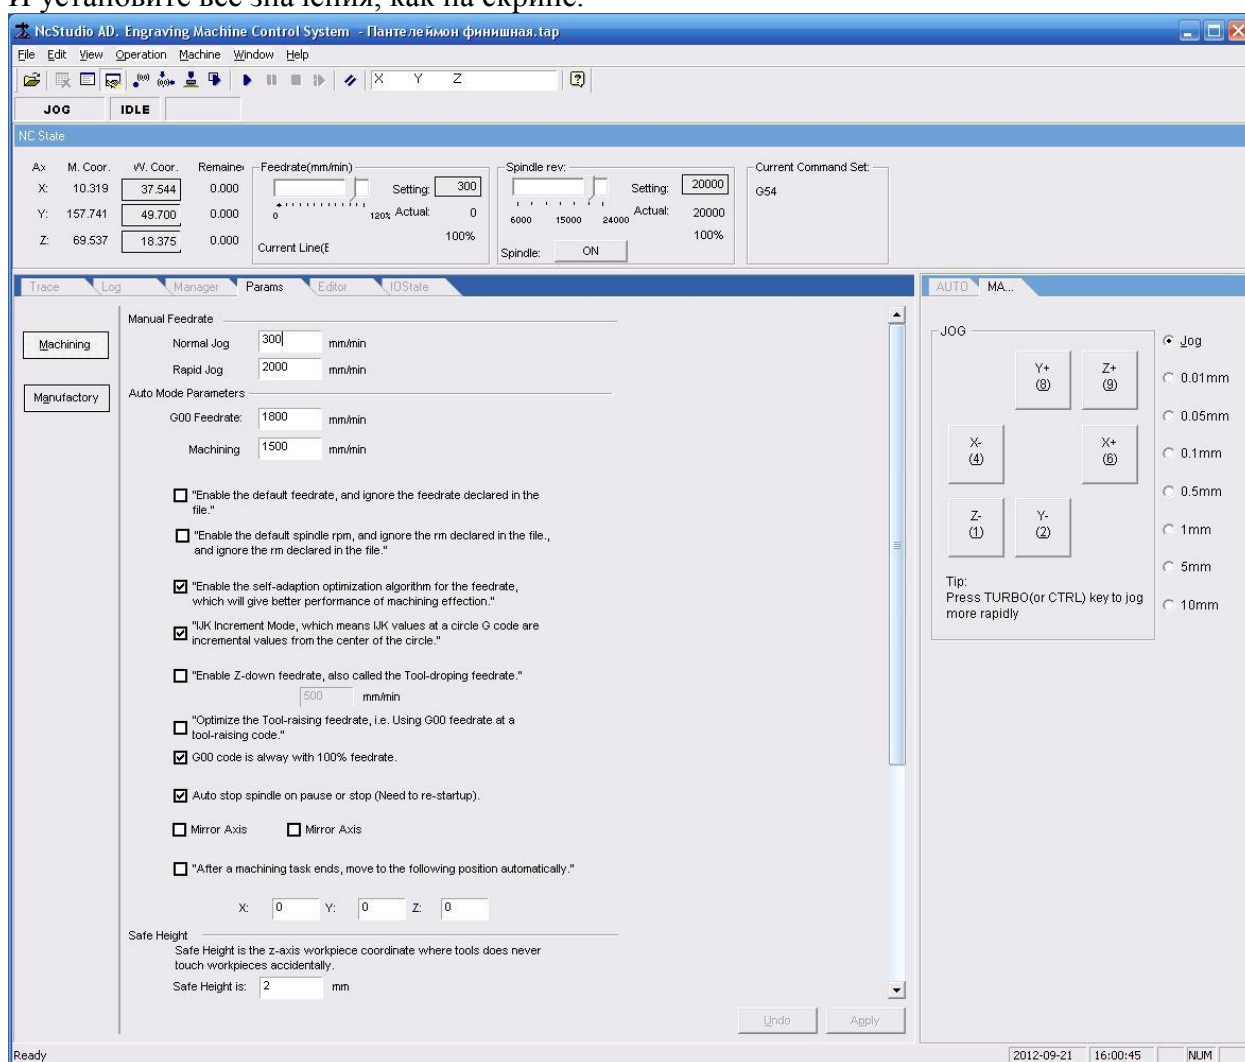 И установите все значения, как на скрине.
NcStudio AD. Engraving Machine Control System - Пантелеймон финишная.tap
File Edit View Operation Machine Window Help
X Y Z
JOG IDLE
NC State
Ax M. Coor. W. Coor. Remaine
X: 10.319 37.544 0.000
Y: 157.741 49.700 0.000
Z: 69.537 18.375 0.000
Feedrate(mm/min)
Setting: 300
0 120% Actual: 0
100%
Current Line(E
Spindle rev:
Setting: 20000
6000 15000 24000 Actual: 20000
100%
Spindle: ON
Current Command Set:
G54
Trace Log Manager Params Editor IOState
Machining
Manufactory
Manual Feedrate
Normal Jog 300 mm/min
Rapid Jog 2000 mm/min
Auto Mode Parameters
G00 Feedrate: 1800 mm/min
Machining 1500 mm/min
"Enable the default feedrate, and ignore the feedrate declared in the
file."
"Enable the default spindle rpm, and ignore the rm declared in the file.,
and ignore the rm declared in the file."
"Enable the self-adaption optimization algorithm for the feedrate,
which will give better performance of machining effection."
"IJK Increment Mode, which means IJK values at a circle G code are
incremental values from the center of the circle."
"Enable Z-down feedrate, also called the Tool-droping feedrate."
500 mm/min
"Optimize the Tool-raising feedrate, i.e. Using G00 feedrate at a
tool-raising code."
G00 code is alway with 100% feedrate.
Auto stop spindle on pause or stop (Need to re-startup).
Mirror Axis Mirror Axis
"After a machining task ends, move to the following position automatically."
X: 0 Y: 0 Z: 0
Safe Height
Safe Height is the z-axis workpiece coordinate where tools does never
touch workpieces accidentally.
Safe Height is: 2 mm
Undo Apply
AUTO MA...
JOG
Y+
(8)
Z+
(9)
X-
(4)
X+
(6)
Z-
(1)
Y-
(2)
Tip:
Press TURBO(or CTRL) key to jog
more rapidly
Jog
0.01mm
0.05mm
0.1mm
0.5mm
1mm
5mm
10mm
Ready 2012-09-21 16:00:45 NUM